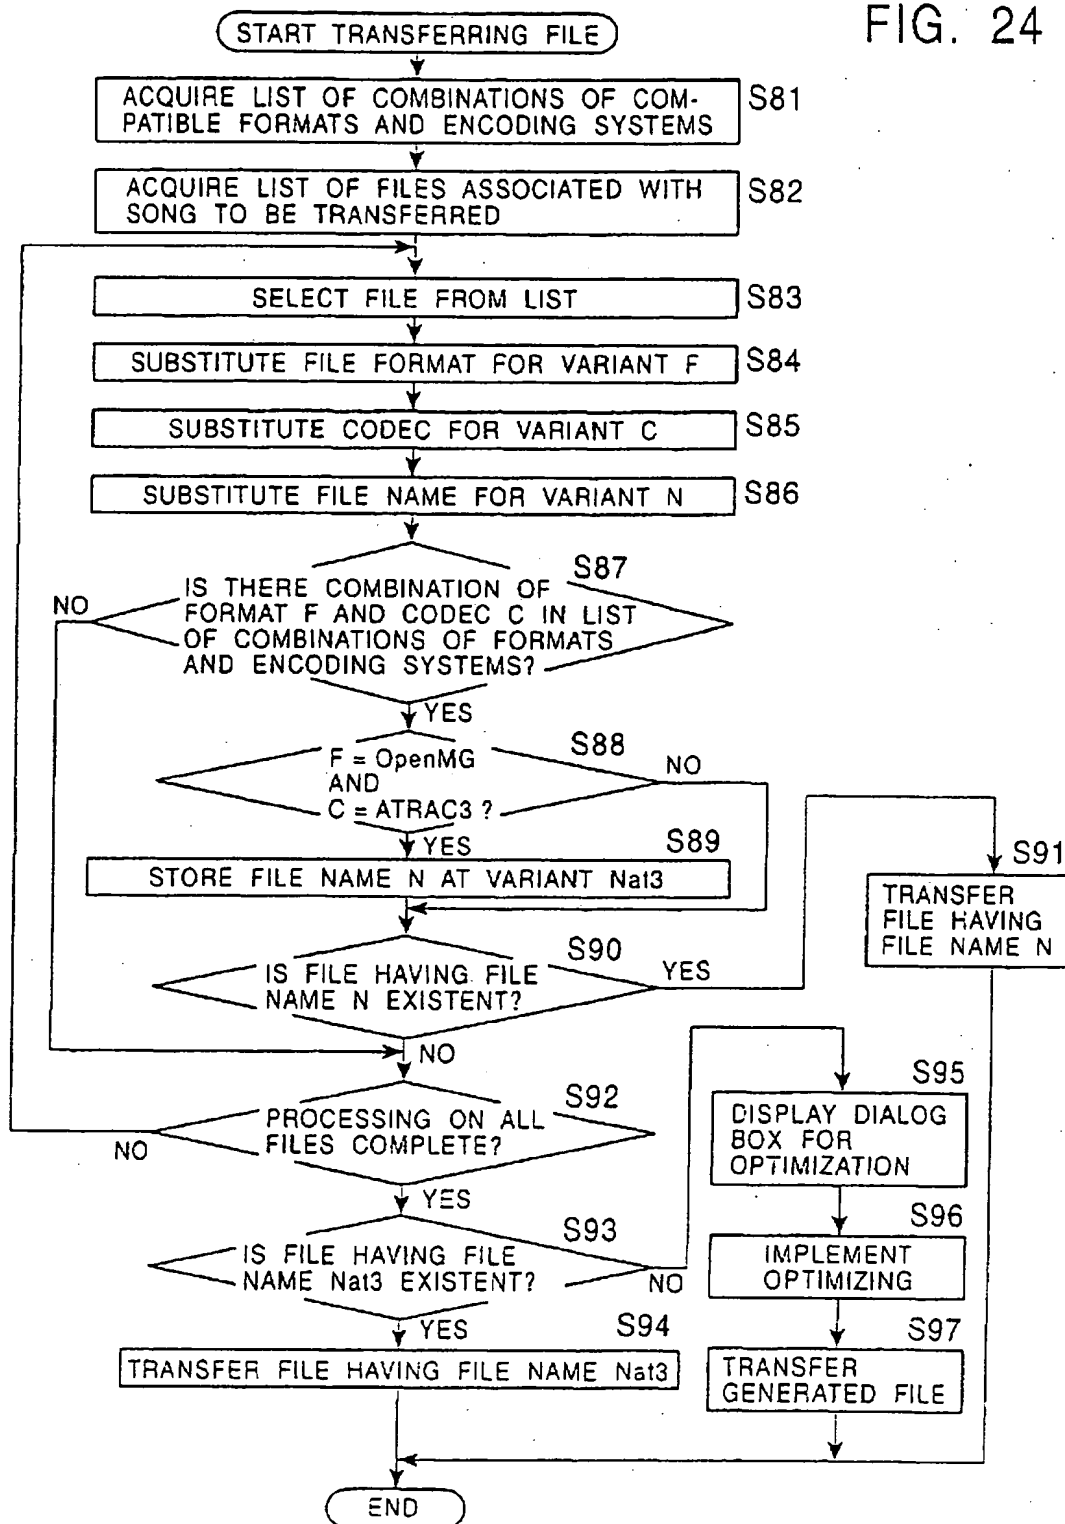 FIG. 24
START TRANSFERRING FILE
ACQUIRE LIST OF COMBINATIONS OF COM-
PATIBLE FORMATS AND ENCODING SYSTEMS
S81
ACQUIRE LIST OF FILES ASSOCIATED WITH
SONG TO BE TRANSFERRED
S82
SELECT FILE FROM LIST
S83
SUBSTITUTE FILE FORMAT FOR VARIANT F
S84
SUBSTITUTE CODEC FOR VARIANT C
S85
SUBSTITUTE FILE NAME FOR VARIANT N
S86
S87
IS THERE COMBINATION OF
FORMAT F AND CODEC C IN LIST
OF COMBINATIONS OF FORMATS
AND ENCODING SYSTEMS?
NO
YES
S88
F = OpenMG
AND
C = ATRAC3 ?
NO
YES
S89
STORE FILE NAME N AT VARIANT Nat3
S90
IS FILE HAVING FILE
NAME N EXISTENT?
YES
S91
TRANSFER
FILE HAVING
FILE NAME N
NO
S92
PROCESSING ON ALL
FILES COMPLETE?
NO
YES
S93
IS FILE HAVING FILE
NAME Nat3 EXISTENT?
NO
YES
S94
TRANSFER FILE HAVING FILE NAME Nat3
S95
DISPLAY DIALOG
BOX FOR
OPTIMIZATION
S96
IMPLEMENT
OPTIMIZING
S97
TRANSFER
GENERATED FILE
END